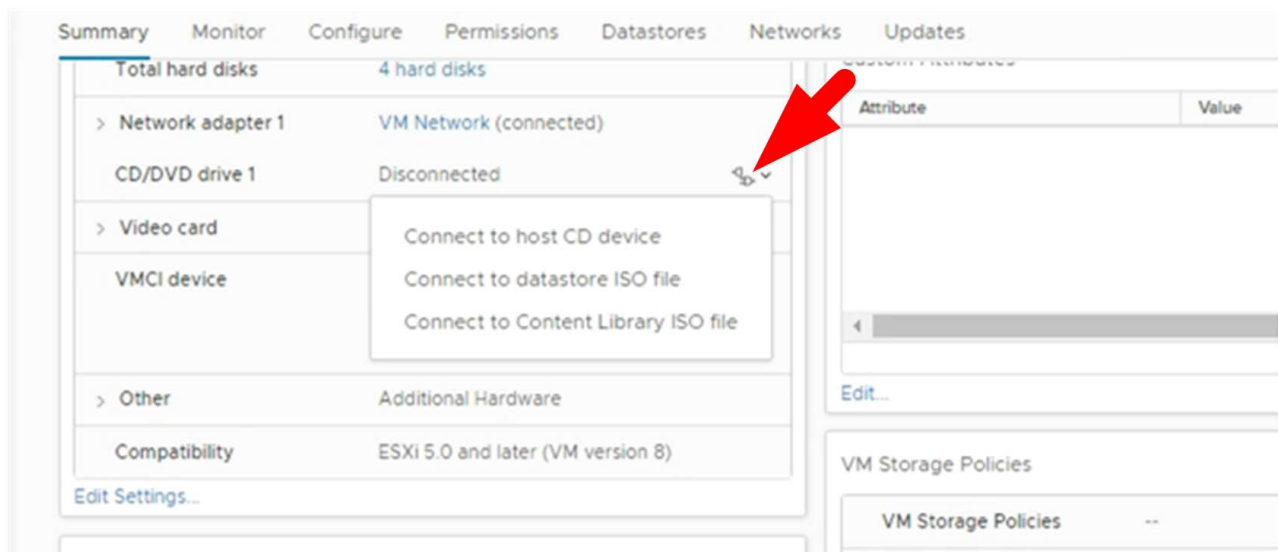 Summary Monitor Configure Permissions Datastores Networks Updates
Total hard disks 4 hard disks
Network adapter 1 VM Network (connected)
CD/DVD drive 1 Disconnected
Video card
Connect to host CD device
VMCI device
Connect to datastore ISO file
Connect to Content Library ISO file
Other Additional Hardware
Compatibility ESXi 5.0 and later (VM version 8)
Edit Settings...
Custom Attributes
Attribute Value
Edit...
VM Storage Policies
VM Storage Policies --